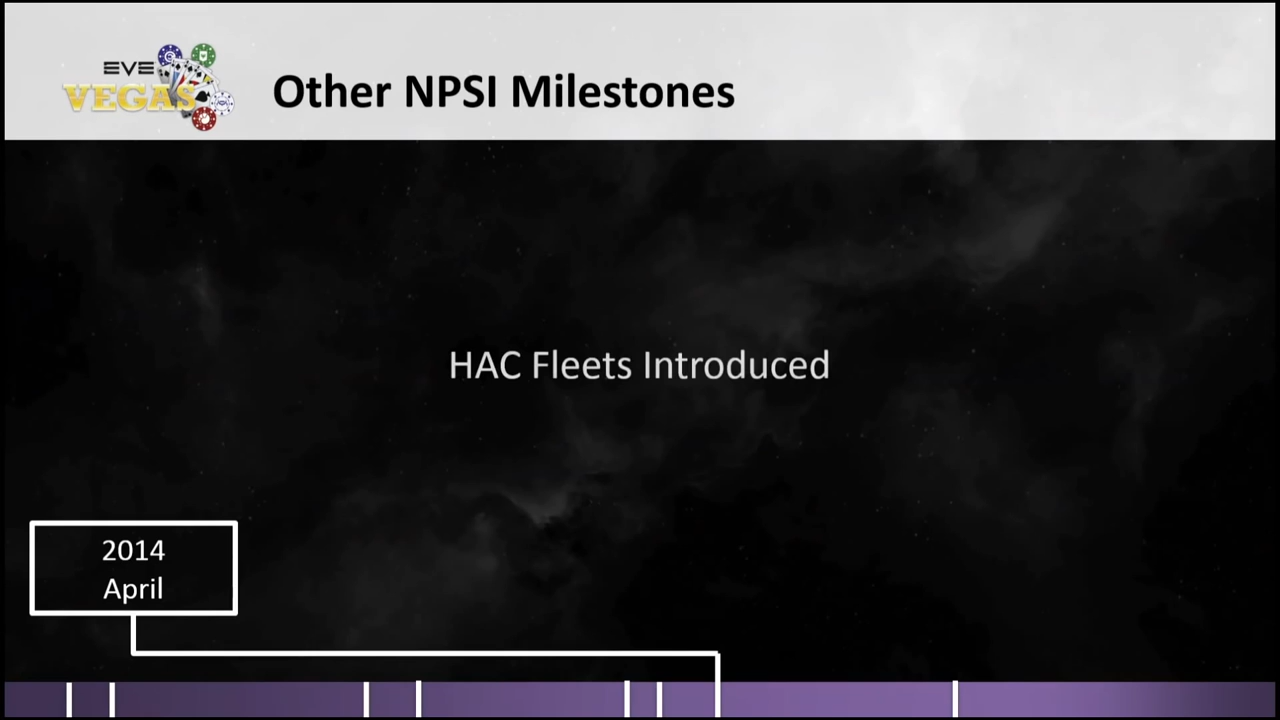 EVE
VEGAS
Other NPSI Milestones
HAC Fleets Introduced
2014
April